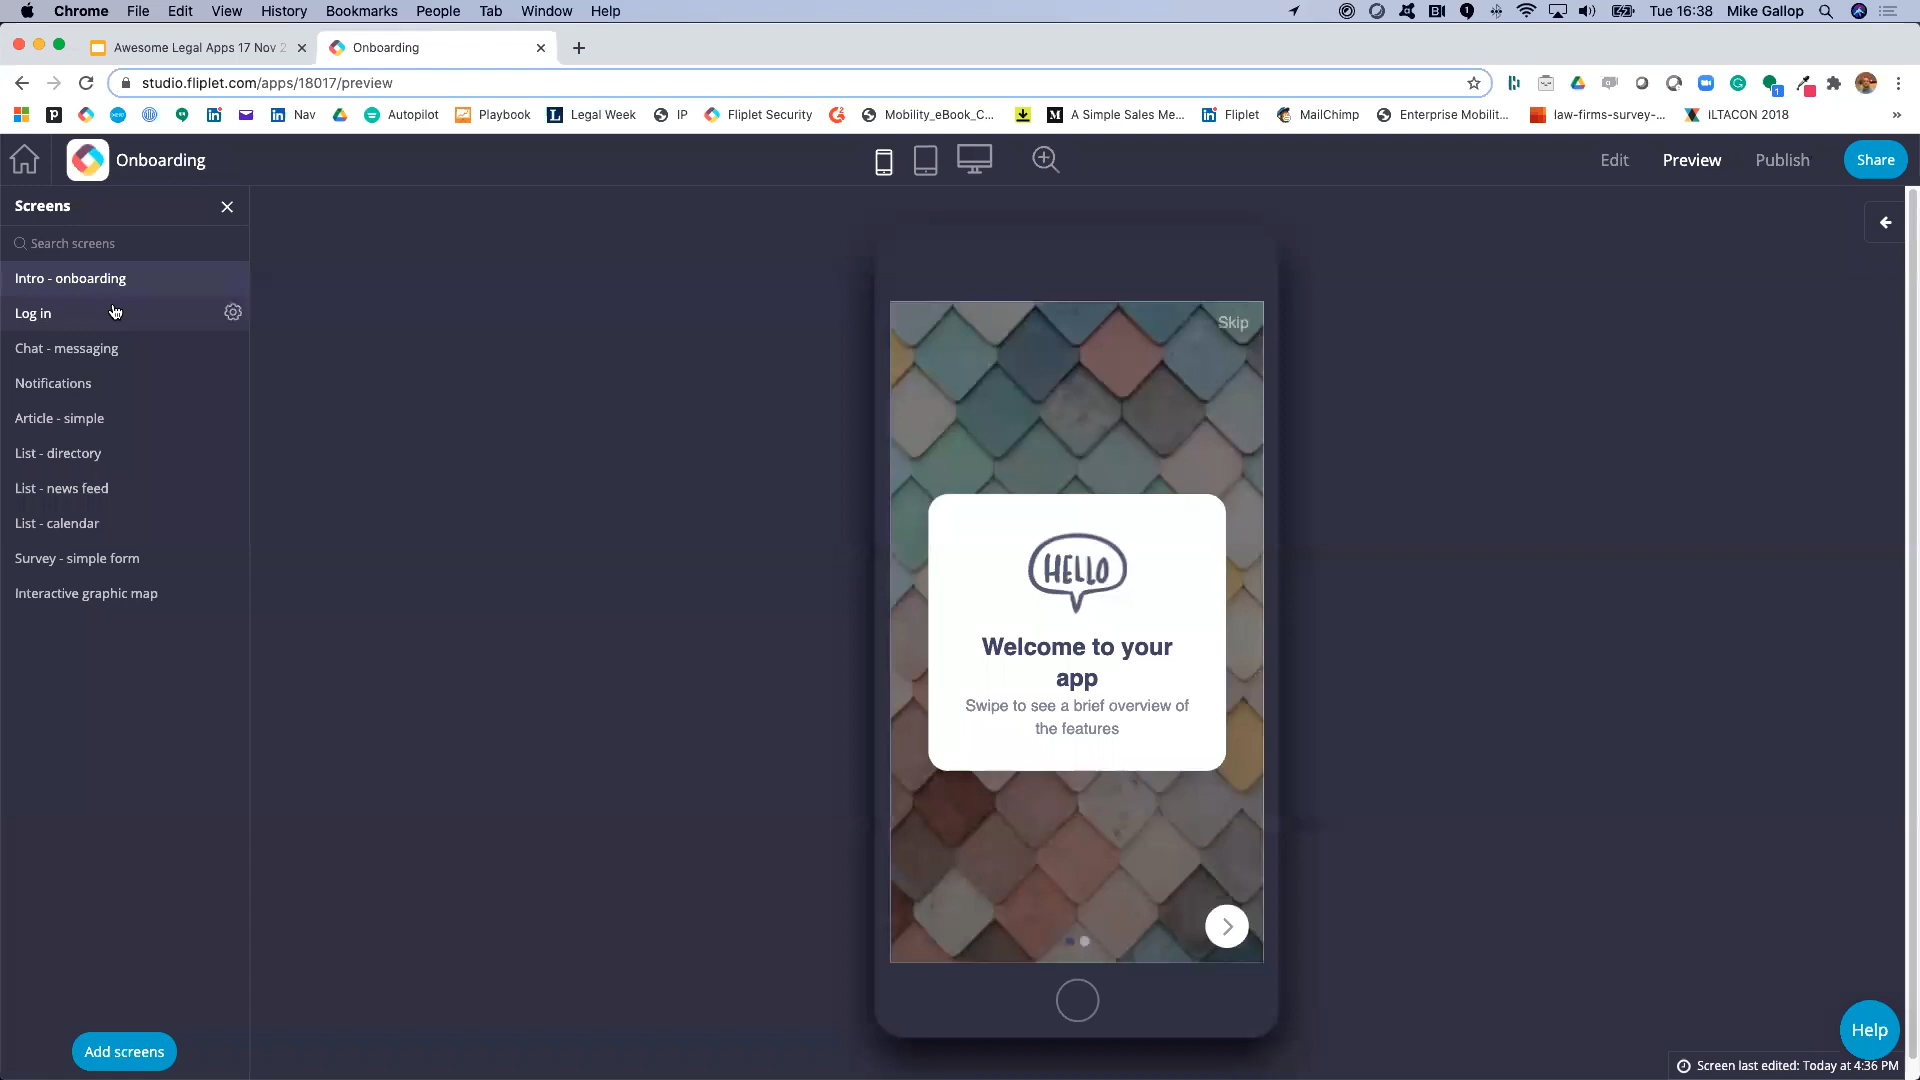 Chrome File Edit View History Bookmarks People Tab Window Help Tue 16:38 Mike Gallop
Awesome Legal Apps 17 Nov 2 Onboarding
studio.fliplet.com/apps/18017/preview
Nav Autopilot Playbook Legal Week IP Fliplet Security Mobility_eBook_C... A Simple Sales Me... Fliplet MailChimp Enterprise Mobilit... law-firms-survey-... ILTACON 2018 »
Onboarding Edit Preview Publish Share
Screens
Search screens
Intro - onboarding
Log in
Chat - messaging
Notifications
Article - simple
List - directory
List - news feed
List - calendar
Survey - simple form
Interactive graphic map
Add screens
Skip
HELLO
Welcome to your
app
Swipe to see a brief overview of
the features
Help
Screen last edited: Today at 4:36 PM